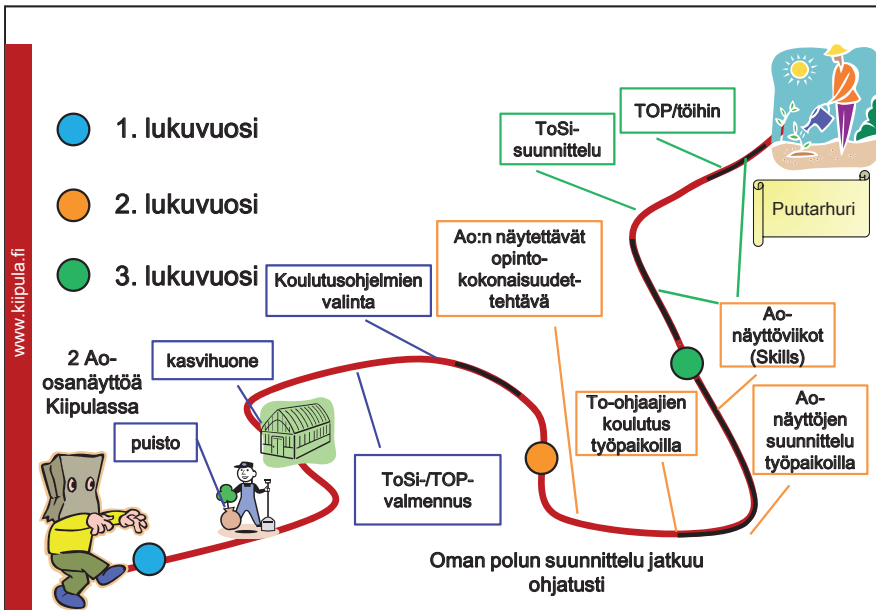 www.kiipula.fi
1. lukuvuosi
2. lukuvuosi
3. lukuvuosi
2 Ao-
osanäyttöä
Kiipulassa
puisto
kasvihuone
Koulutusohjelmien
valinta
ToSi-/TOP-
valmennus
Ao:n näytettävät
opinto-
kokonaisuudet-
tehtävä
Oman polun suunnittelu jatkuu
ohjatusti
To-ohjaajien
koulutus
työpaikoilla
Ao-
näyttöjen
suunnittelu
työpaikoilla
Ao-
näyttöviikot
(Skills)
ToSi-
suunnittelu
TOP/töihin
Puutarhuri